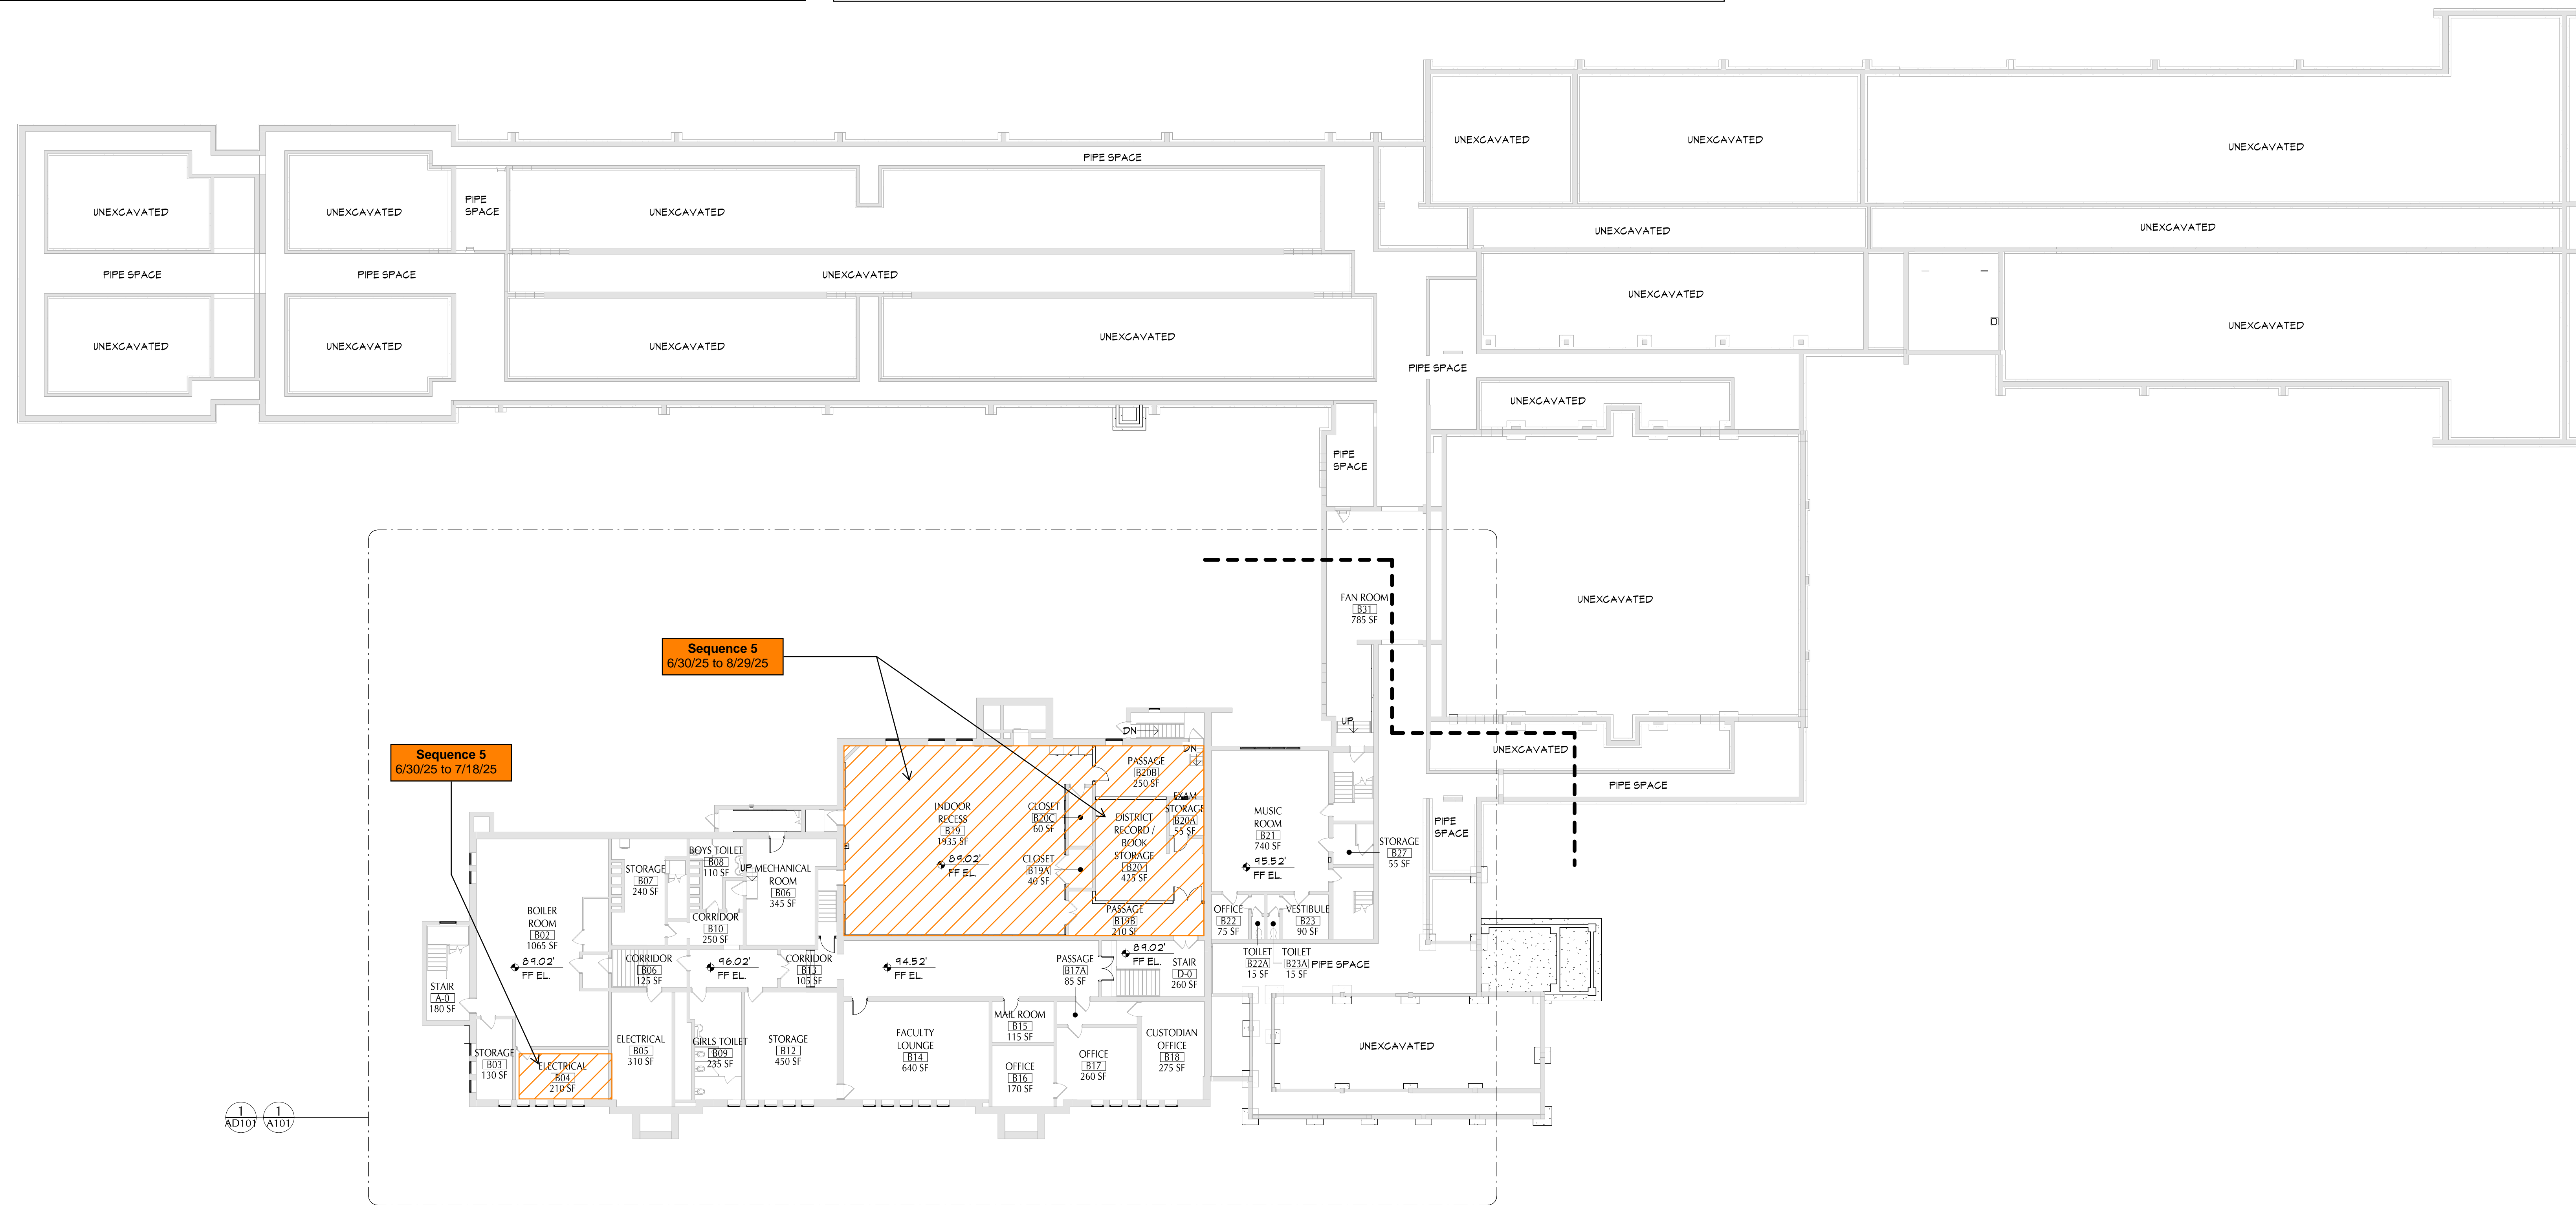 UNEXCAVATED
UNEXCAVATED
UNEXCAVATED
PIPE SPACE
PIPE
SPACE
UNEXCAVATED
UNEXCAVATED
UNEXCAVATED
UNEXCAVATED
UNEXCAVATED
PIPE SPACE
PIPE SPACE
UNEXCAVATED
UNEXCAVATED
UNEXCAVATED
UNEXCAVATED
UNEXCAVATED
UNEXCAVATED
UNEXCAVATED
UNEXCAVATED
PIPE SPACE
UNEXCAVATED
PIPE
SPACE
UNEXCAVATED
FAN ROOM
B31
785 SF
UP
UNEXCAVATED
PIPE SPACE
PIPE
SPACE
Sequence 5
6/30/25 to 8/29/25
Sequence 5
6/30/25 to 7/18/25
DN
DN
PASSAGE
B20B
250 SF
INDOOR
RECESS
B19
1935 SF
89.02'
FF EL.
CLOSET
B20C
60 SF
CLOSET
B19A
40 SF
DISTRICT
RECORD /
BOOK
STORAGE
B20
425 SF
EXAM
STORAGE
B20A
55 SF
PASSAGE
B19B
210 SF
MUSIC
ROOM
B21
740 SF
95.52'
FF EL.
STORAGE
B27
55 SF
OFFICE
B22
75 SF
VESTIBULE
B23
90 SF
TOILET
B22A
15 SF
TOILET
B23A
15 SF
PIPE SPACE
BOYS TOILET
B08
110 SF
STORAGE
B07
240 SF
UP
MECHANICAL
ROOM
B06
345 SF
BOILER
ROOM
B02
1065 SF
89.02'
FF EL.
CORRIDOR
B10
250 SF
CORRIDOR
B06
125 SF
96.02'
FF EL.
CORRIDOR
B13
105 SF
94.52'
FF EL.
PASSAGE
B17A
85 SF
89.02'
FF EL.
STAIR
D-0
260 SF
STAIR
A-0
180 SF
STORAGE
B03
130 SF
ELECTRICAL
B04
210 SF
ELECTRICAL
B05
310 SF
GIRLS TOILET
B09
235 SF
STORAGE
B12
450 SF
FACULTY
LOUNGE
B14
640 SF
MAIL ROOM
B15
115 SF
OFFICE
B16
170 SF
OFFICE
B17
260 SF
CUSTODIAN
OFFICE
B18
275 SF
UNEXCAVATED
1
AD101
1
A101